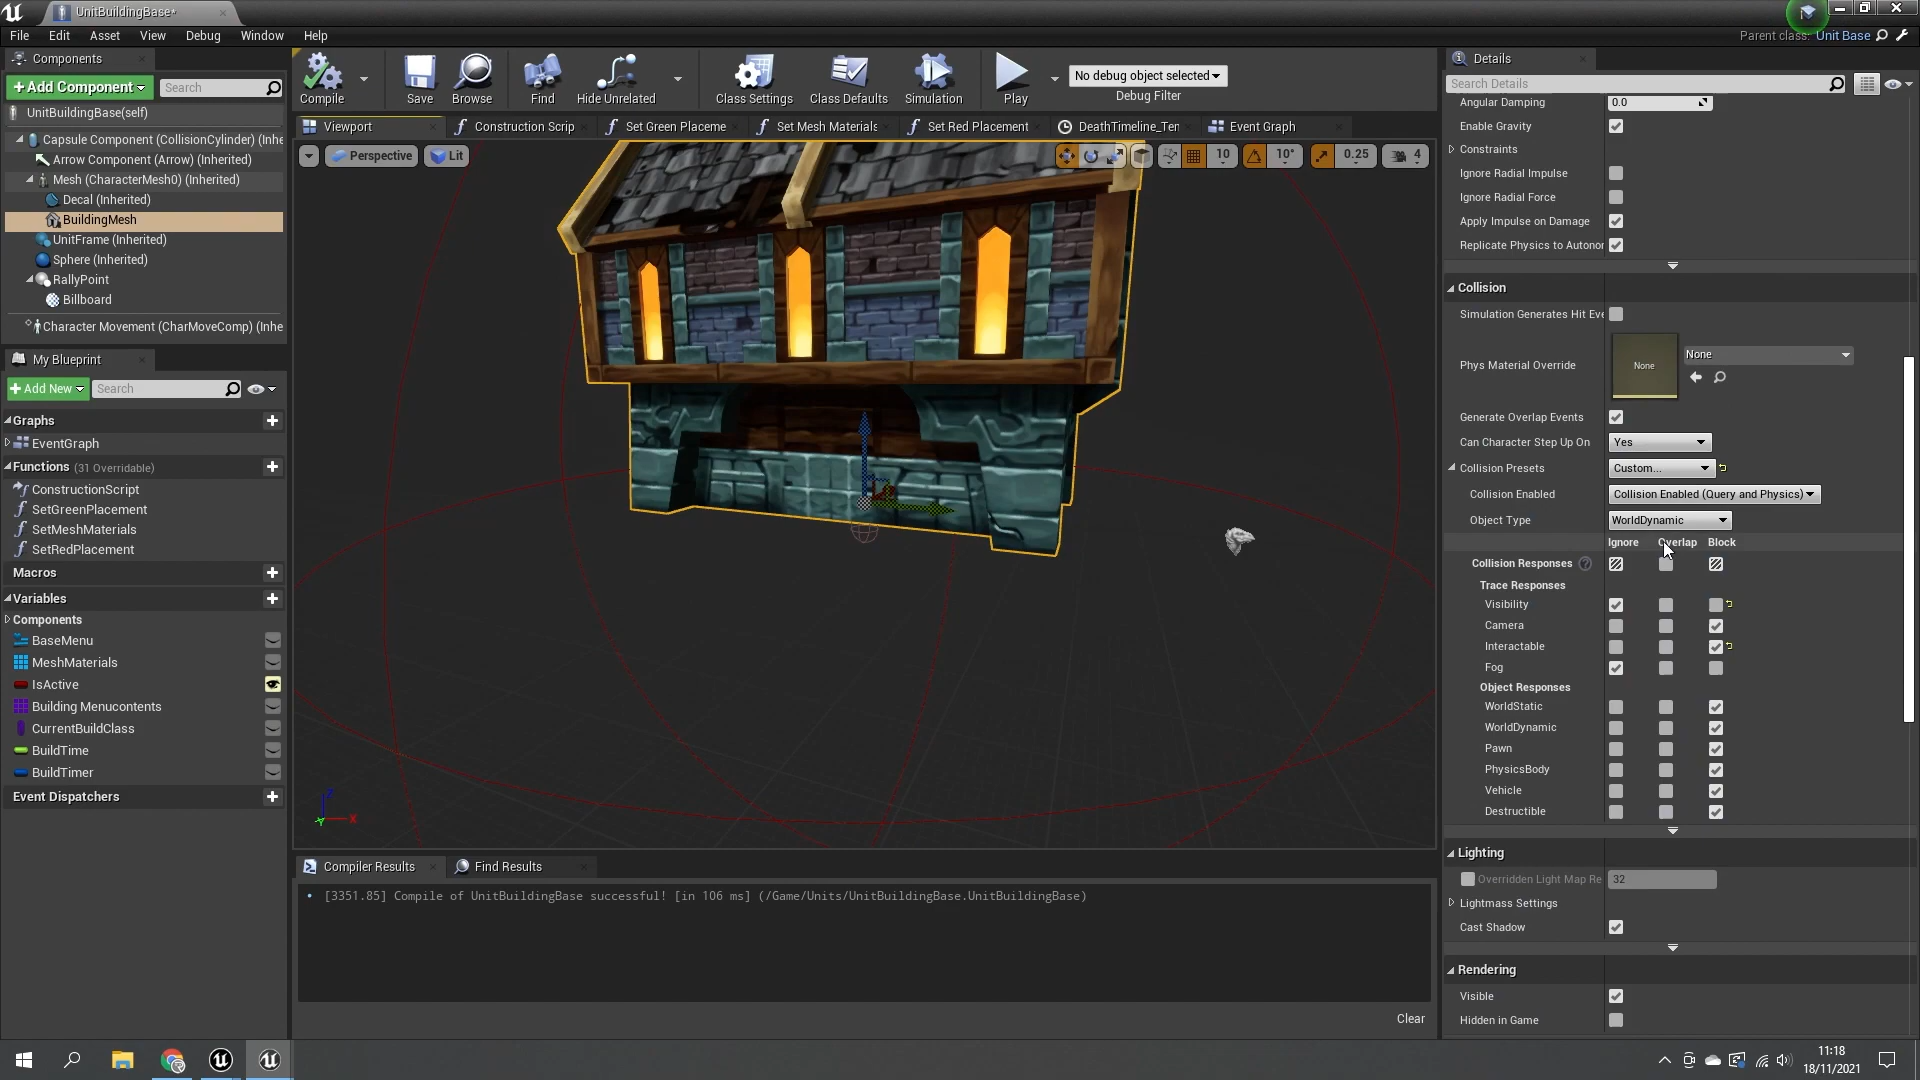 UnitBuildingBase*
File Edit Asset View Debug Window Help
Parent class: Unit Base
Components
+ Add Component
Search
UnitBuildingBase(self)
Capsule Component (CollisionCylinder) (Inhe
Arrow Component (Arrow) (Inherited)
Mesh (CharacterMesh0) (Inherited)
Decal (Inherited)
BuildingMesh
UnitFrame (Inherited)
Sphere (Inherited)
RallyPoint
Billboard
Character Movement (CharMoveComp) (Inhe
My Blueprint
+ Add New
Search
Graphs
EventGraph
Functions (31 Overridable)
ConstructionScript
SetGreenPlacement
SetMeshMaterials
SetRedPlacement
Macros
Variables
Components
BaseMenu
MeshMaterials
IsActive
Building Menucontents
CurrentBuildClass
BuildTime
BuildTimer
Event Dispatchers
Compile
Save
Browse
Find
Hide Unrelated
Class Settings
Class Defaults
Simulation
Play
No debug object selected
Debug Filter
Viewport
Construction Scrip
Set Green Placeme
Set Mesh Materials
Set Red Placement
DeathTimeline_Ten
Event Graph
Perspective
Lit
10
10°
0.25
4
Z
X
Y
Compiler Results
Find Results
[3351.85] Compile of UnitBuildingBase successful! [in 106 ms] (/Game/Units/UnitBuildingBase.UnitBuildingBase)
Clear
Details
Search Details
Angular Damping 0.0
Enable Gravity
Constraints
Ignore Radial Impulse
Ignore Radial Force
Apply Impulse on Damage
Replicate Physics to Autonor
Collision
Simulation Generates Hit Eve
Phys Material Override None None
Generate Overlap Events
Can Character Step Up On Yes
Collision Presets Custom...
Collision Enabled Collision Enabled (Query and Physics)
Object Type WorldDynamic
Ignore Overlap Block
Collision Responses
Trace Responses
Visibility
Camera
Interactable
Fog
Object Responses
WorldStatic
WorldDynamic
Pawn
PhysicsBody
Vehicle
Destructible
Lighting
Overridden Light Map Re 32
Lightmass Settings
Cast Shadow
Rendering
Visible
Hidden in Game
11:18
18/11/2021